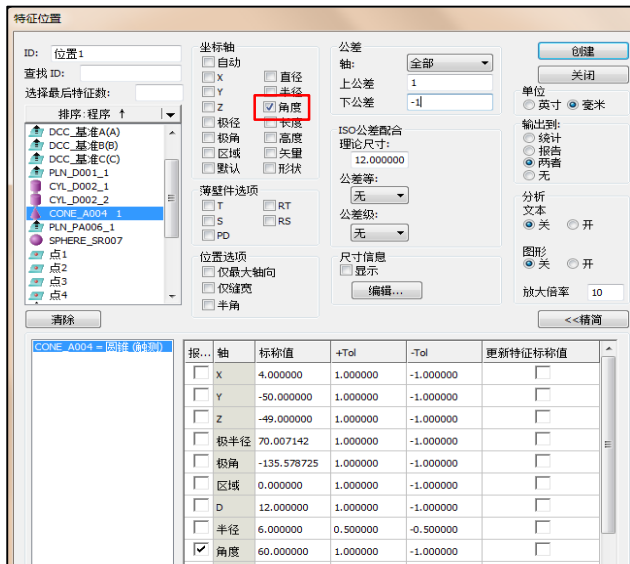 特征位置
ID: 位置1
查找 ID:
选择最后特征数:
排序:程序 ↑
DCC_基准A(A)
DCC_基准B(B)
DCC_基准C(C)
PLN_D001_1
CYL_D002_1
CYL_D002_2
CONE_A004_1
PLN_PA006_1
SPHERE_SR007
点1
点2
点3
点4
清除
坐标轴
自动
X 直径
Y 半径
Z 角度
极径 长度
极角 高度
区域 矢量
默认 形状
薄壁件选项
T RT
S RS
PD
位置选项
仅最大轴向
仅缝宽
半角
公差
轴: 全部
上公差 1
下公差 -1
ISO公差配合
理论尺寸:
12.000000
公差等:
无
公差级:
无
尺寸信息
显示
编辑...
创建
关闭
单位
英寸 毫米
输出到:
统计
报告
两者
无
分析
文本
关 开
图形
关 开
放大倍率 10
<<精简
CONE_A004 = 圆锥 (触测)
报... 轴 标称值 +Tol -Tol 更新特征标称值
X 4.000000 1.000000 -1.000000
Y -50.000000 1.000000 -1.000000
Z -49.000000 1.000000 -1.000000
极半径 70.007142 1.000000 -1.000000
极角 -135.578725 1.000000 -1.000000
区域 0.000000 1.000000 -1.000000
D 12.000000 1.000000 -1.000000
半径 6.000000 0.500000 -0.500000
角度 60.000000 1.000000 -1.000000